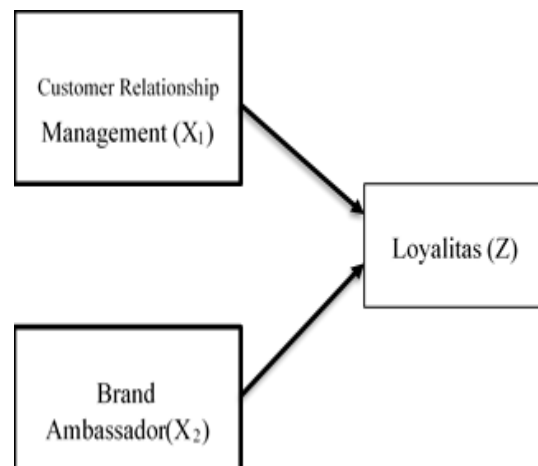 Customer Relationship
Management (X₁)
Loyalitas (Z)
Brand
Ambassador(X₂)